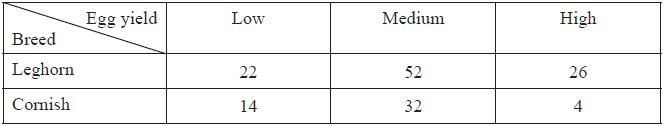 Egg yield
Breed
Low
Medium
High
Leghorn
22
52
26
Cornish
14
32
4